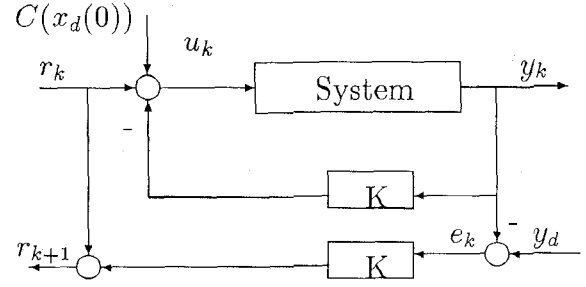 C(x_d(0))
r_k
u_k
System
y_k
–
K
–
r_{k+1}
K
e_k
y_d